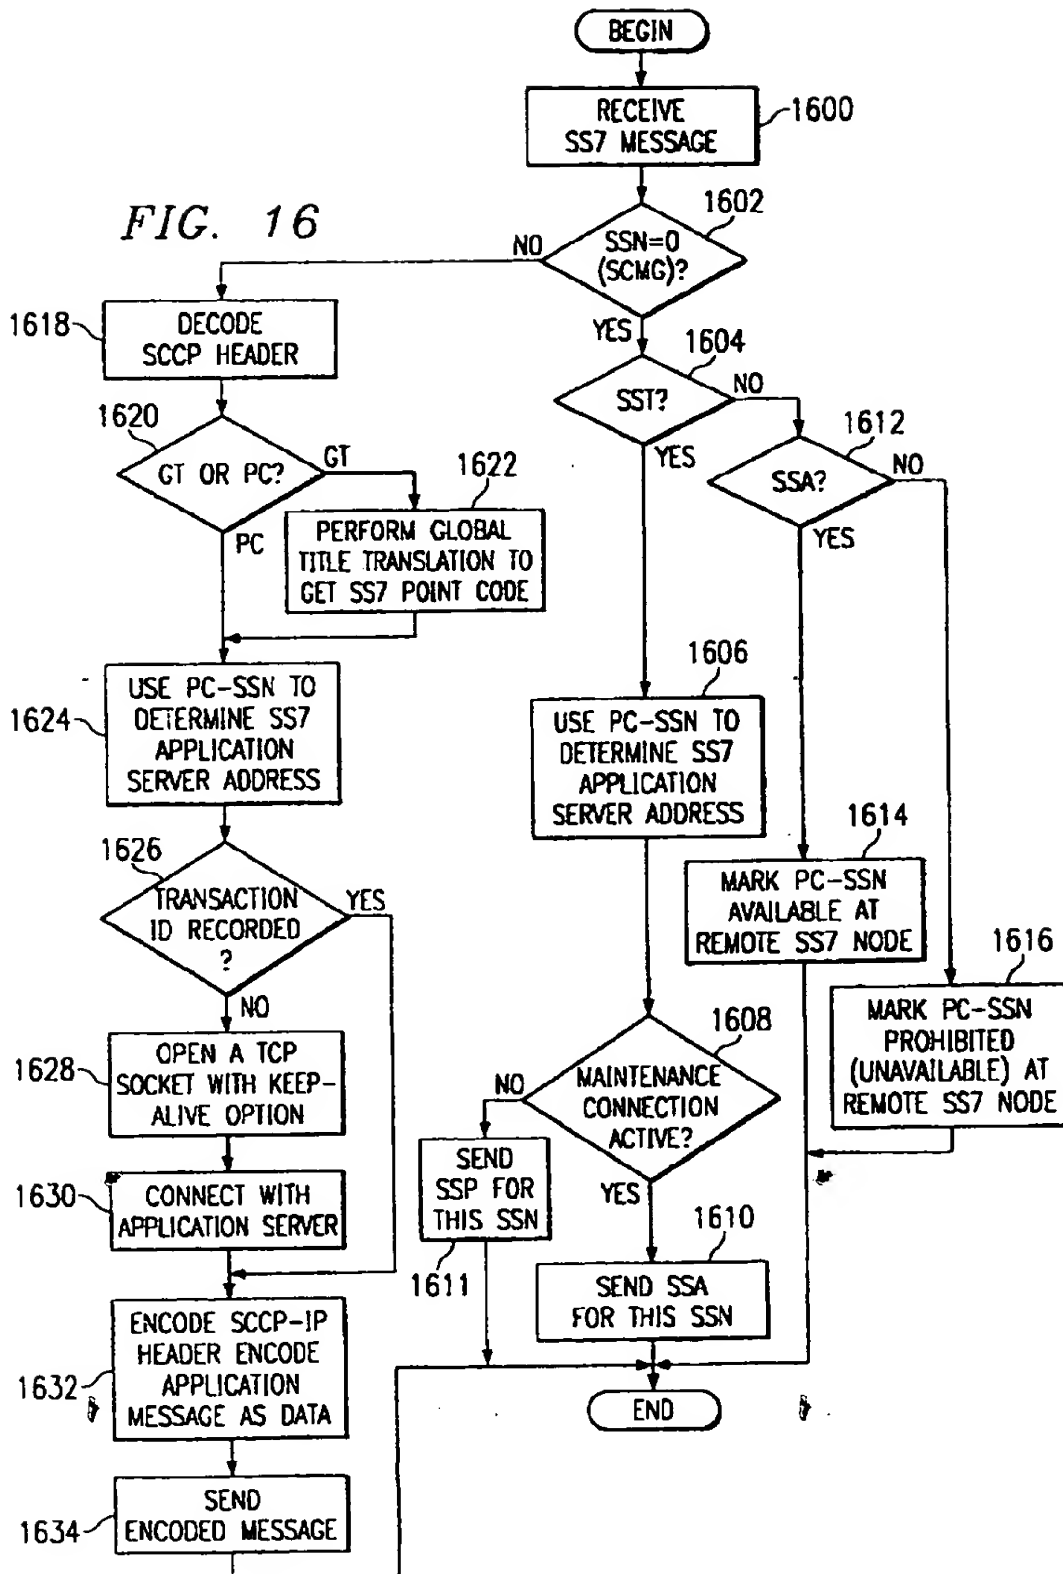 BEGIN
RECEIVE
SS7 MESSAGE
1600
FIG. 16
1602
SSN=0
(SCMG)?
NO
YES
1618
DECODE
SCCP HEADER
1604
SST?
NO
YES
1620
GT OR PC?
GT
PC
1622
PERFORM GLOBAL
TITLE TRANSLATION TO
GET SS7 POINT CODE
1612
SSA?
NO
YES
1624
USE PC-SSN TO
DETERMINE SS7
APPLICATION
SERVER ADDRESS
1606
USE PC-SSN TO
DETERMINE SS7
APPLICATION
SERVER ADDRESS
1614
MARK PC-SSN
AVAILABLE AT
REMOTE SS7 NODE
1626
TRANSACTION
ID RECORDED
?
YES
NO
1616
MARK PC-SSN
PROHIBITED
(UNAVAILABLE) AT
REMOTE SS7 NODE
1628
OPEN A TCP
SOCKET WITH KEEP-
ALIVE OPTION
1608
MAINTENANCE
CONNECTION
ACTIVE?
NO
YES
1630
CONNECT WITH
APPLICATION SERVER
SEND
SSP FOR
THIS SSN
1611
1610
SEND SSA
FOR THIS SSN
1632
ENCODE SCCP-IP
HEADER ENCODE
APPLICATION
MESSAGE AS DATA
END
1634
SEND
ENCODED MESSAGE